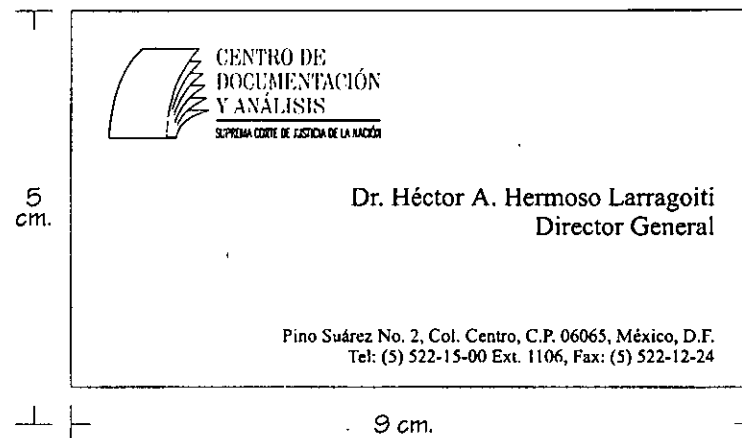 CENTRO DE
DOCUMENTACIÓN
Y ANÁLISIS
SUPREMA CORTE DE JUSTICIA DE LA NACIÓN
5
cm.
Dr. Héctor A. Hermoso Larragoiti
Director General
Pino Suárez No. 2, Col. Centro, C.P. 06065, México, D.F.
Tel: (5) 522-15-00 Ext. 1106, Fax: (5) 522-12-24
9 cm.